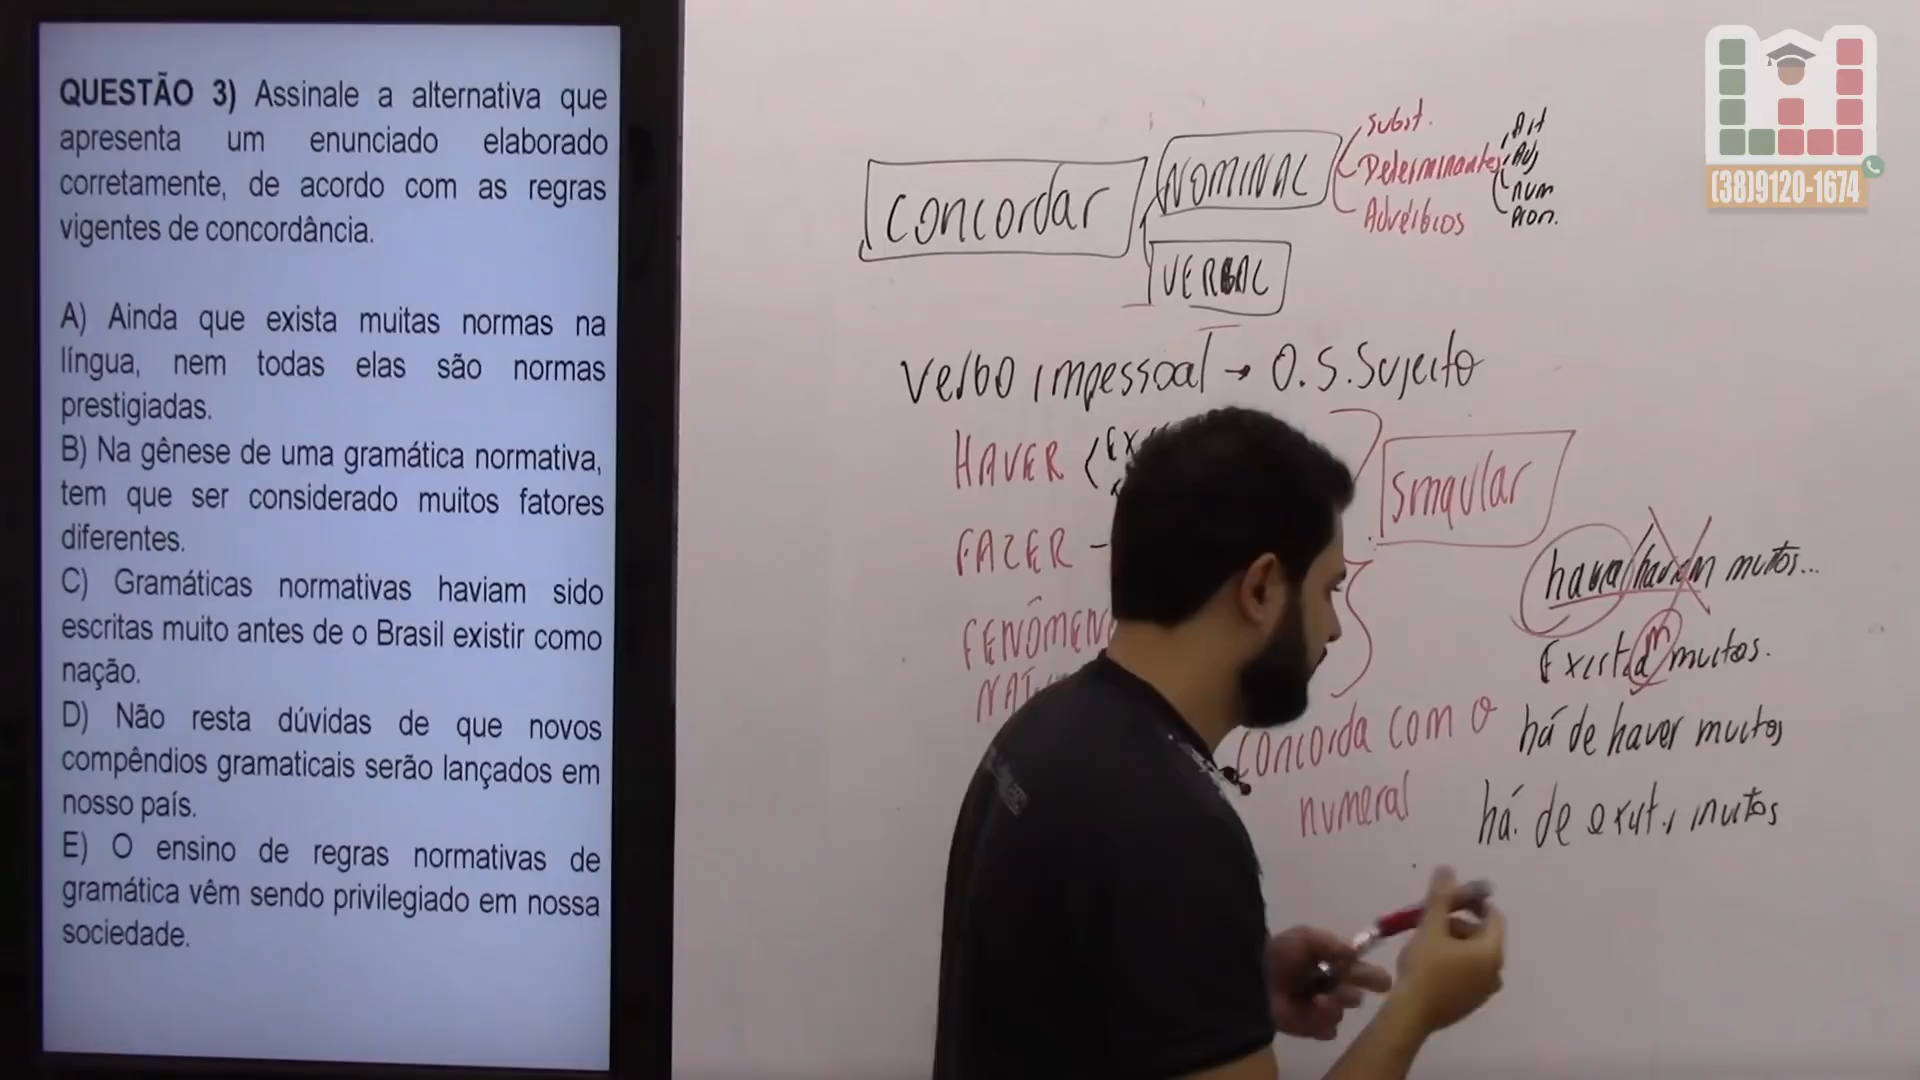 QUESTÃO 3) Assinale a alternativa que
apresenta um enunciado elaborado
corretamente, de acordo com as regras
vigentes de concordância.
A) Ainda que exista muitas normas na
língua, nem todas elas são normas
prestigiadas.
B) Na gênese de uma gramática normativa,
tem que ser considerado muitos fatores
diferentes.
C) Gramáticas normativas haviam sido
escritas muito antes de o Brasil existir como
nação.
D) Não resta dúvidas de que novos
compêndios gramaticais serão lançados em
nosso país.
E) O ensino de regras normativas de
gramática vêm sendo privilegiado em nossa
sociedade.
Concordar
NOMINAL
VERBAL
Subst.
Determinantes
Advérbios
Art
Adj
num
Pron.
Verbo impessoal → O.S.Sujeito
HAVER
FAZER -
FENÔMEN
NAT
Singular
Concorda com o
numeral
havia/haviam muitos...
Existiam muitos.
há de haver muitos
há de existir muitos
(38)9120-1674